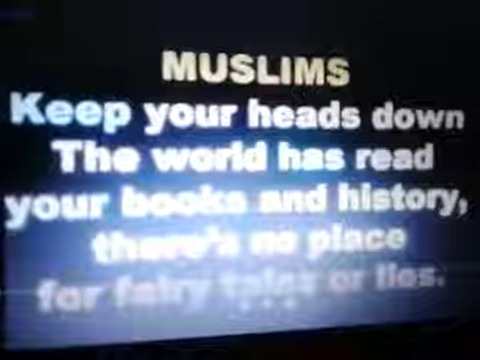 MUSLIMS
Keep your heads down
The world has read
your books and history,
there's no place
for fairy tales or lies.